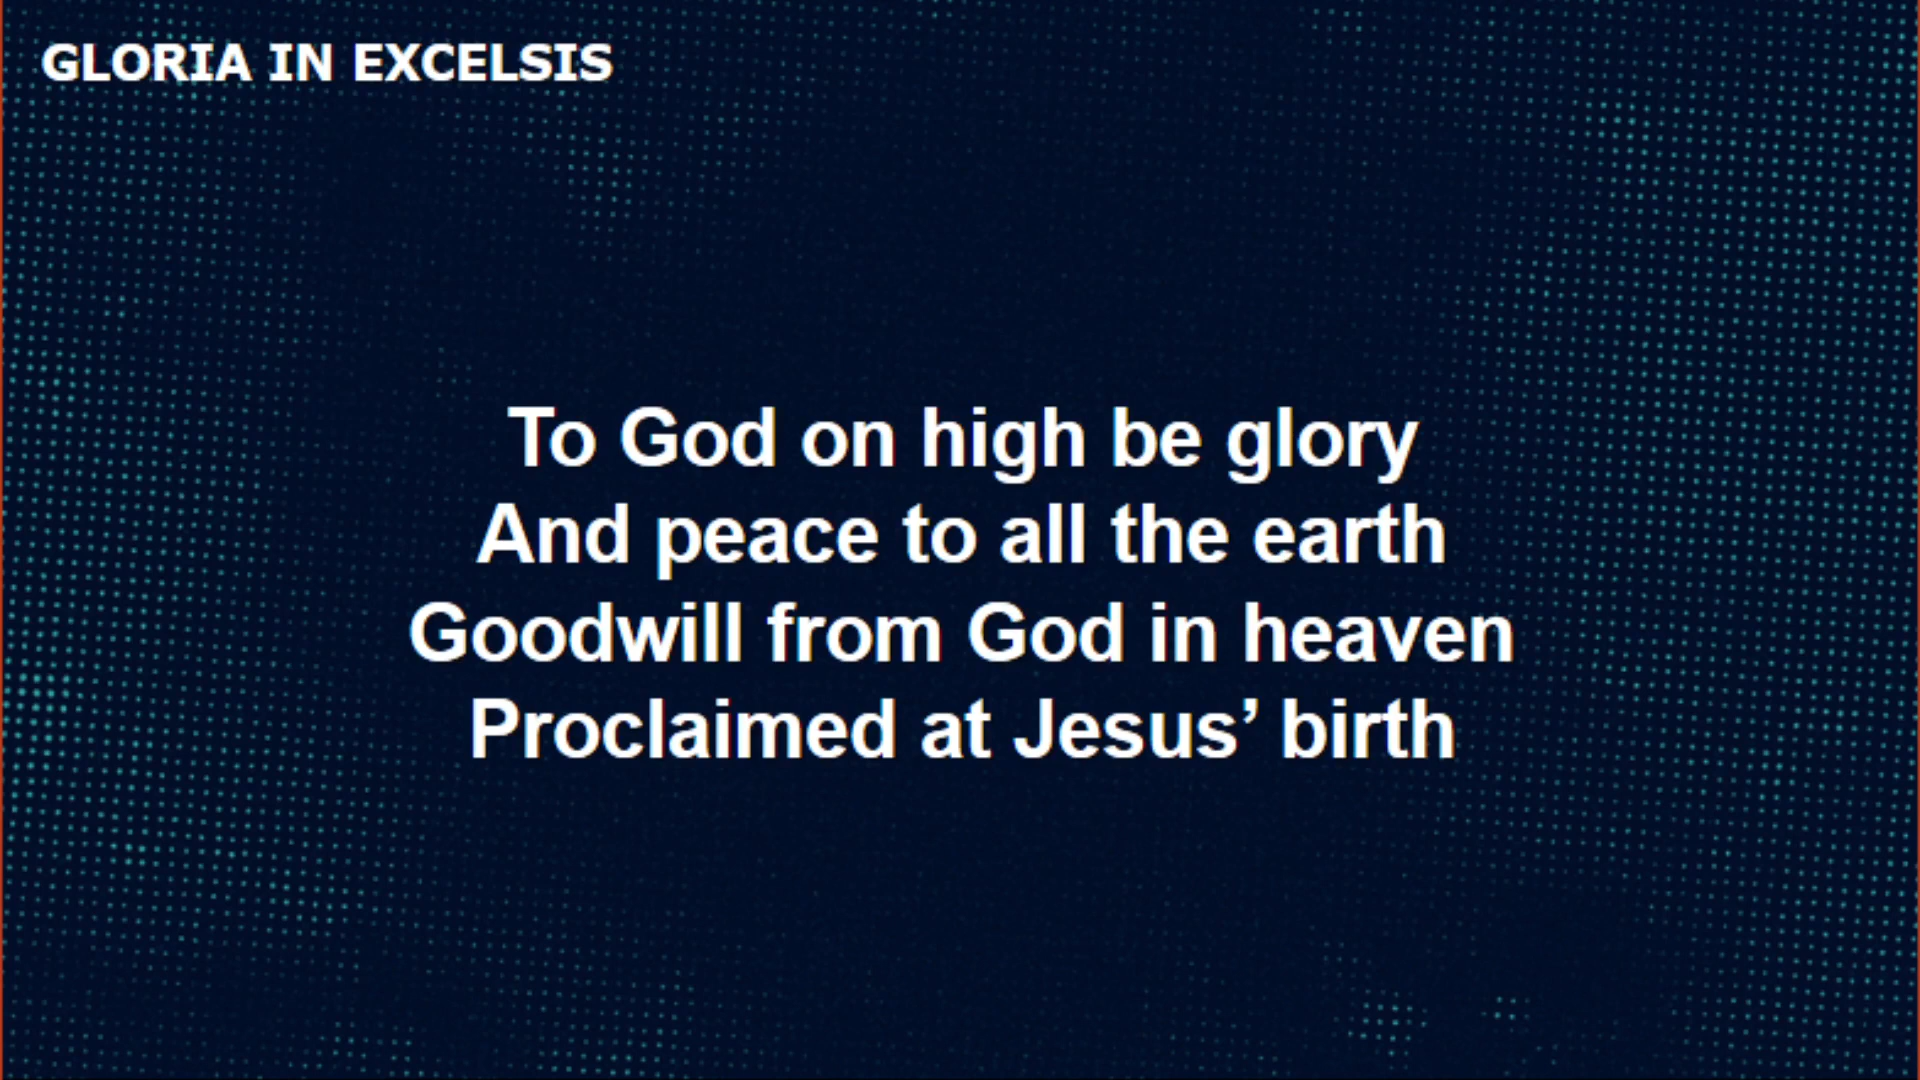 GLORIA IN EXCELSIS
To God on high be glory
And peace to all the earth
Goodwill from God in heaven
Proclaimed at Jesus’ birth